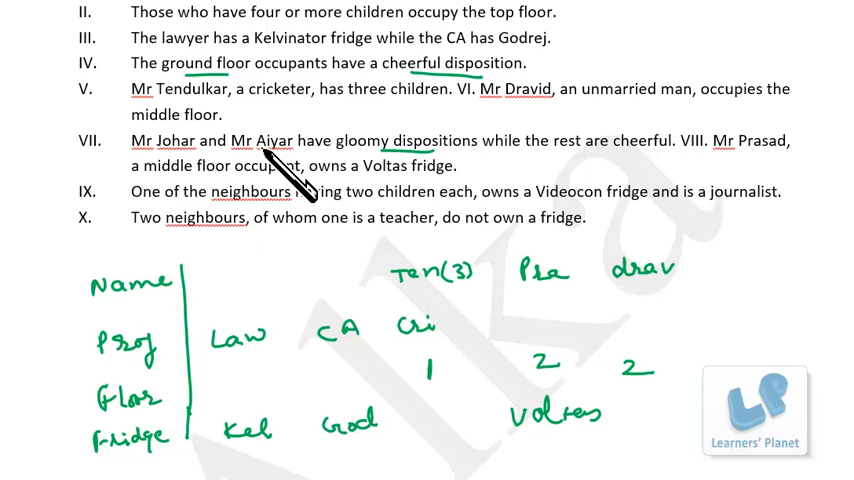 II. Those who have four or more children occupy the top floor.
III. The lawyer has a Kelvinator fridge while the CA has Godrej.
IV. The ground floor occupants have a cheerful disposition.
V. Mr Tendulkar, a cricketer, has three children. VI. Mr Dravid, an unmarried man, occupies the
middle floor.
VII. Mr Johar and Mr Aiyar have gloomy dispositions while the rest are cheerful. VIII. Mr Prasad,
a middle floor occupant, owns a Voltas fridge.
IX. One of the neighbours having two children each, owns a Videocon fridge and is a journalist.
X. Two neighbours, of whom one is a teacher, do not own a fridge.
Name Ten(3) Pra drav
Prof Law CA Cri
Floor 1 2 2
Fridge Kel God Voltas
LP
Learners' Planet
Alka